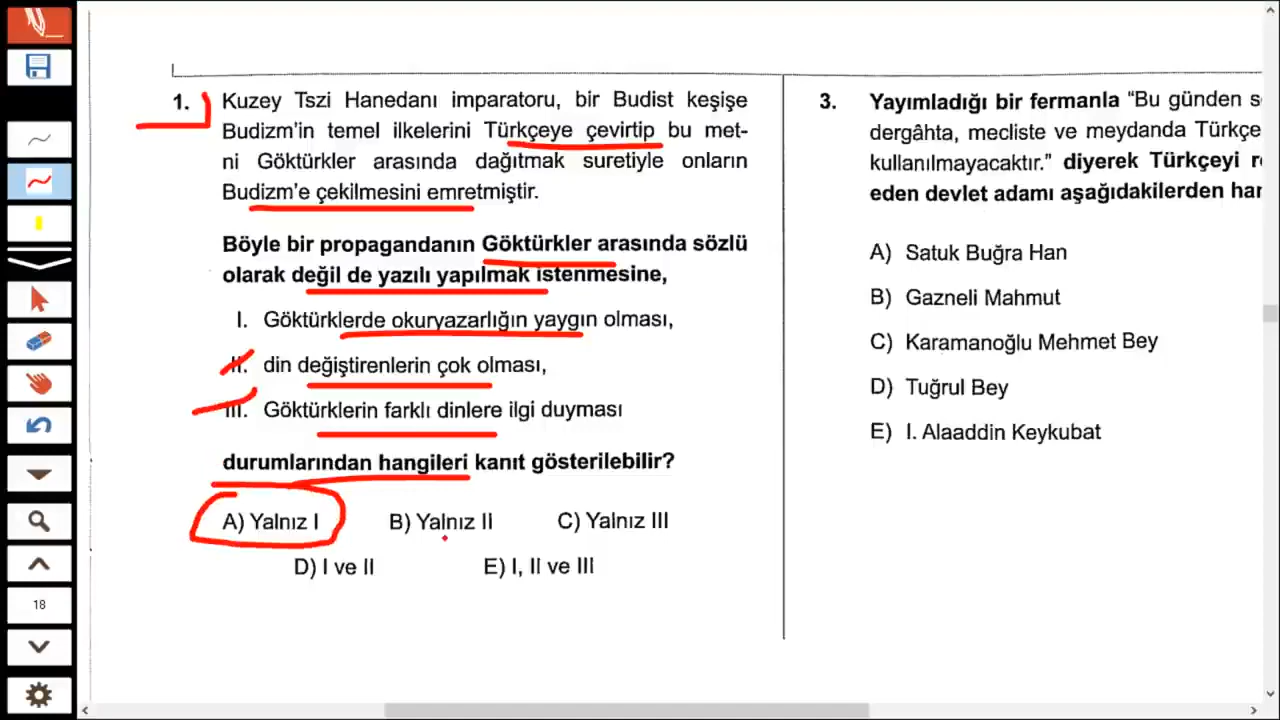 1. Kuzey Tszi Hanedanı imparatoru, bir Budist keşişe
Budizm'in temel ilkelerini Türkçeye çevirtip bu met-
ni Göktürkler arasında dağıtmak suretiyle onların
Budizm'e çekilmesini emretmiştir.
Böyle bir propagandanın Göktürkler arasında sözlü
olarak değil de yazılı yapılmak istenmesine,
I. Göktürklerde okuryazarlığın yaygın olması,
II. din değiştirenlerin çok olması,
III. Göktürklerin farklı dinlere ilgi duyması
durumlarından hangileri kanıt gösterilebilir?
A) Yalnız I B) Yalnız II C) Yalnız III
D) I ve II E) I, II ve III
3. Yayımladığı bir fermanla "Bu günden s
dergâhta, mecliste ve meydanda Türkçe
kullanılmayacaktır." diyerek Türkçeyi r
eden devlet adamı aşağıdakilerden har
A) Satuk Buğra Han
B) Gazneli Mahmut
C) Karamanoğlu Mehmet Bey
D) Tuğrul Bey
E) I. Alaaddin Keykubat
18